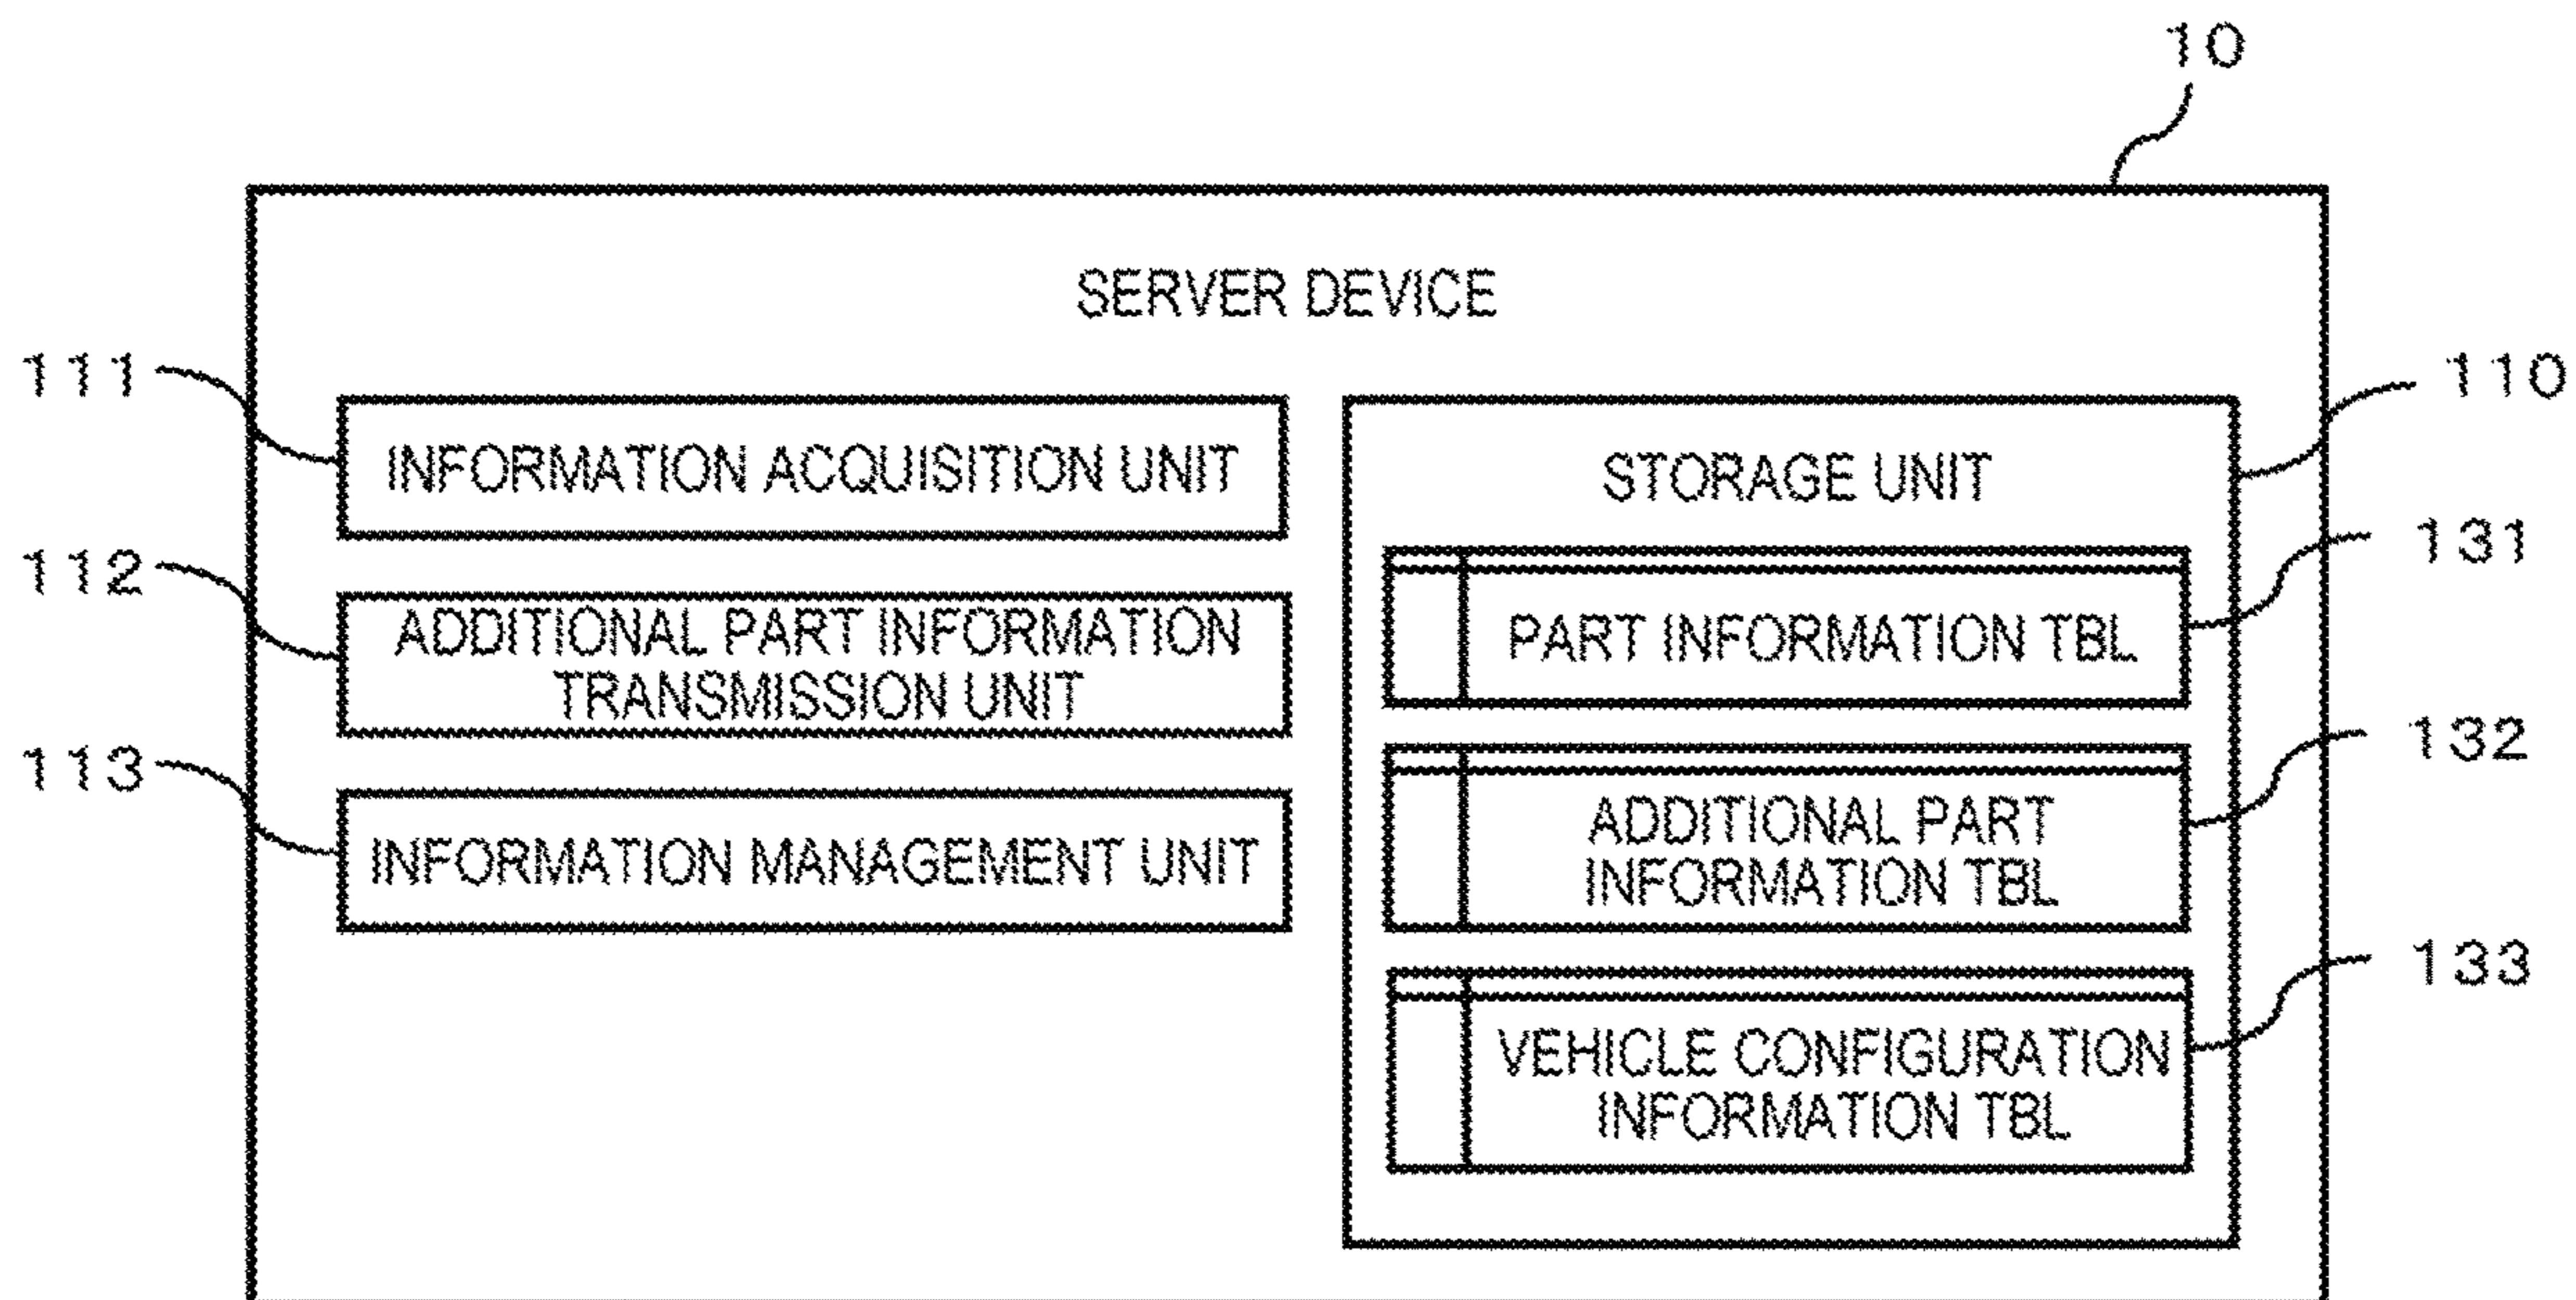 10
SERVER DEVICE
111
INFORMATION ACQUISITION UNIT
112
ADDITIONAL PART INFORMATION
TRANSMISSION UNIT
113
INFORMATION MANAGEMENT UNIT
110
STORAGE UNIT
131
PART INFORMATION TBL
132
ADDITIONAL PART
INFORMATION TBL
133
VEHICLE CONFIGURATION
INFORMATION TBL